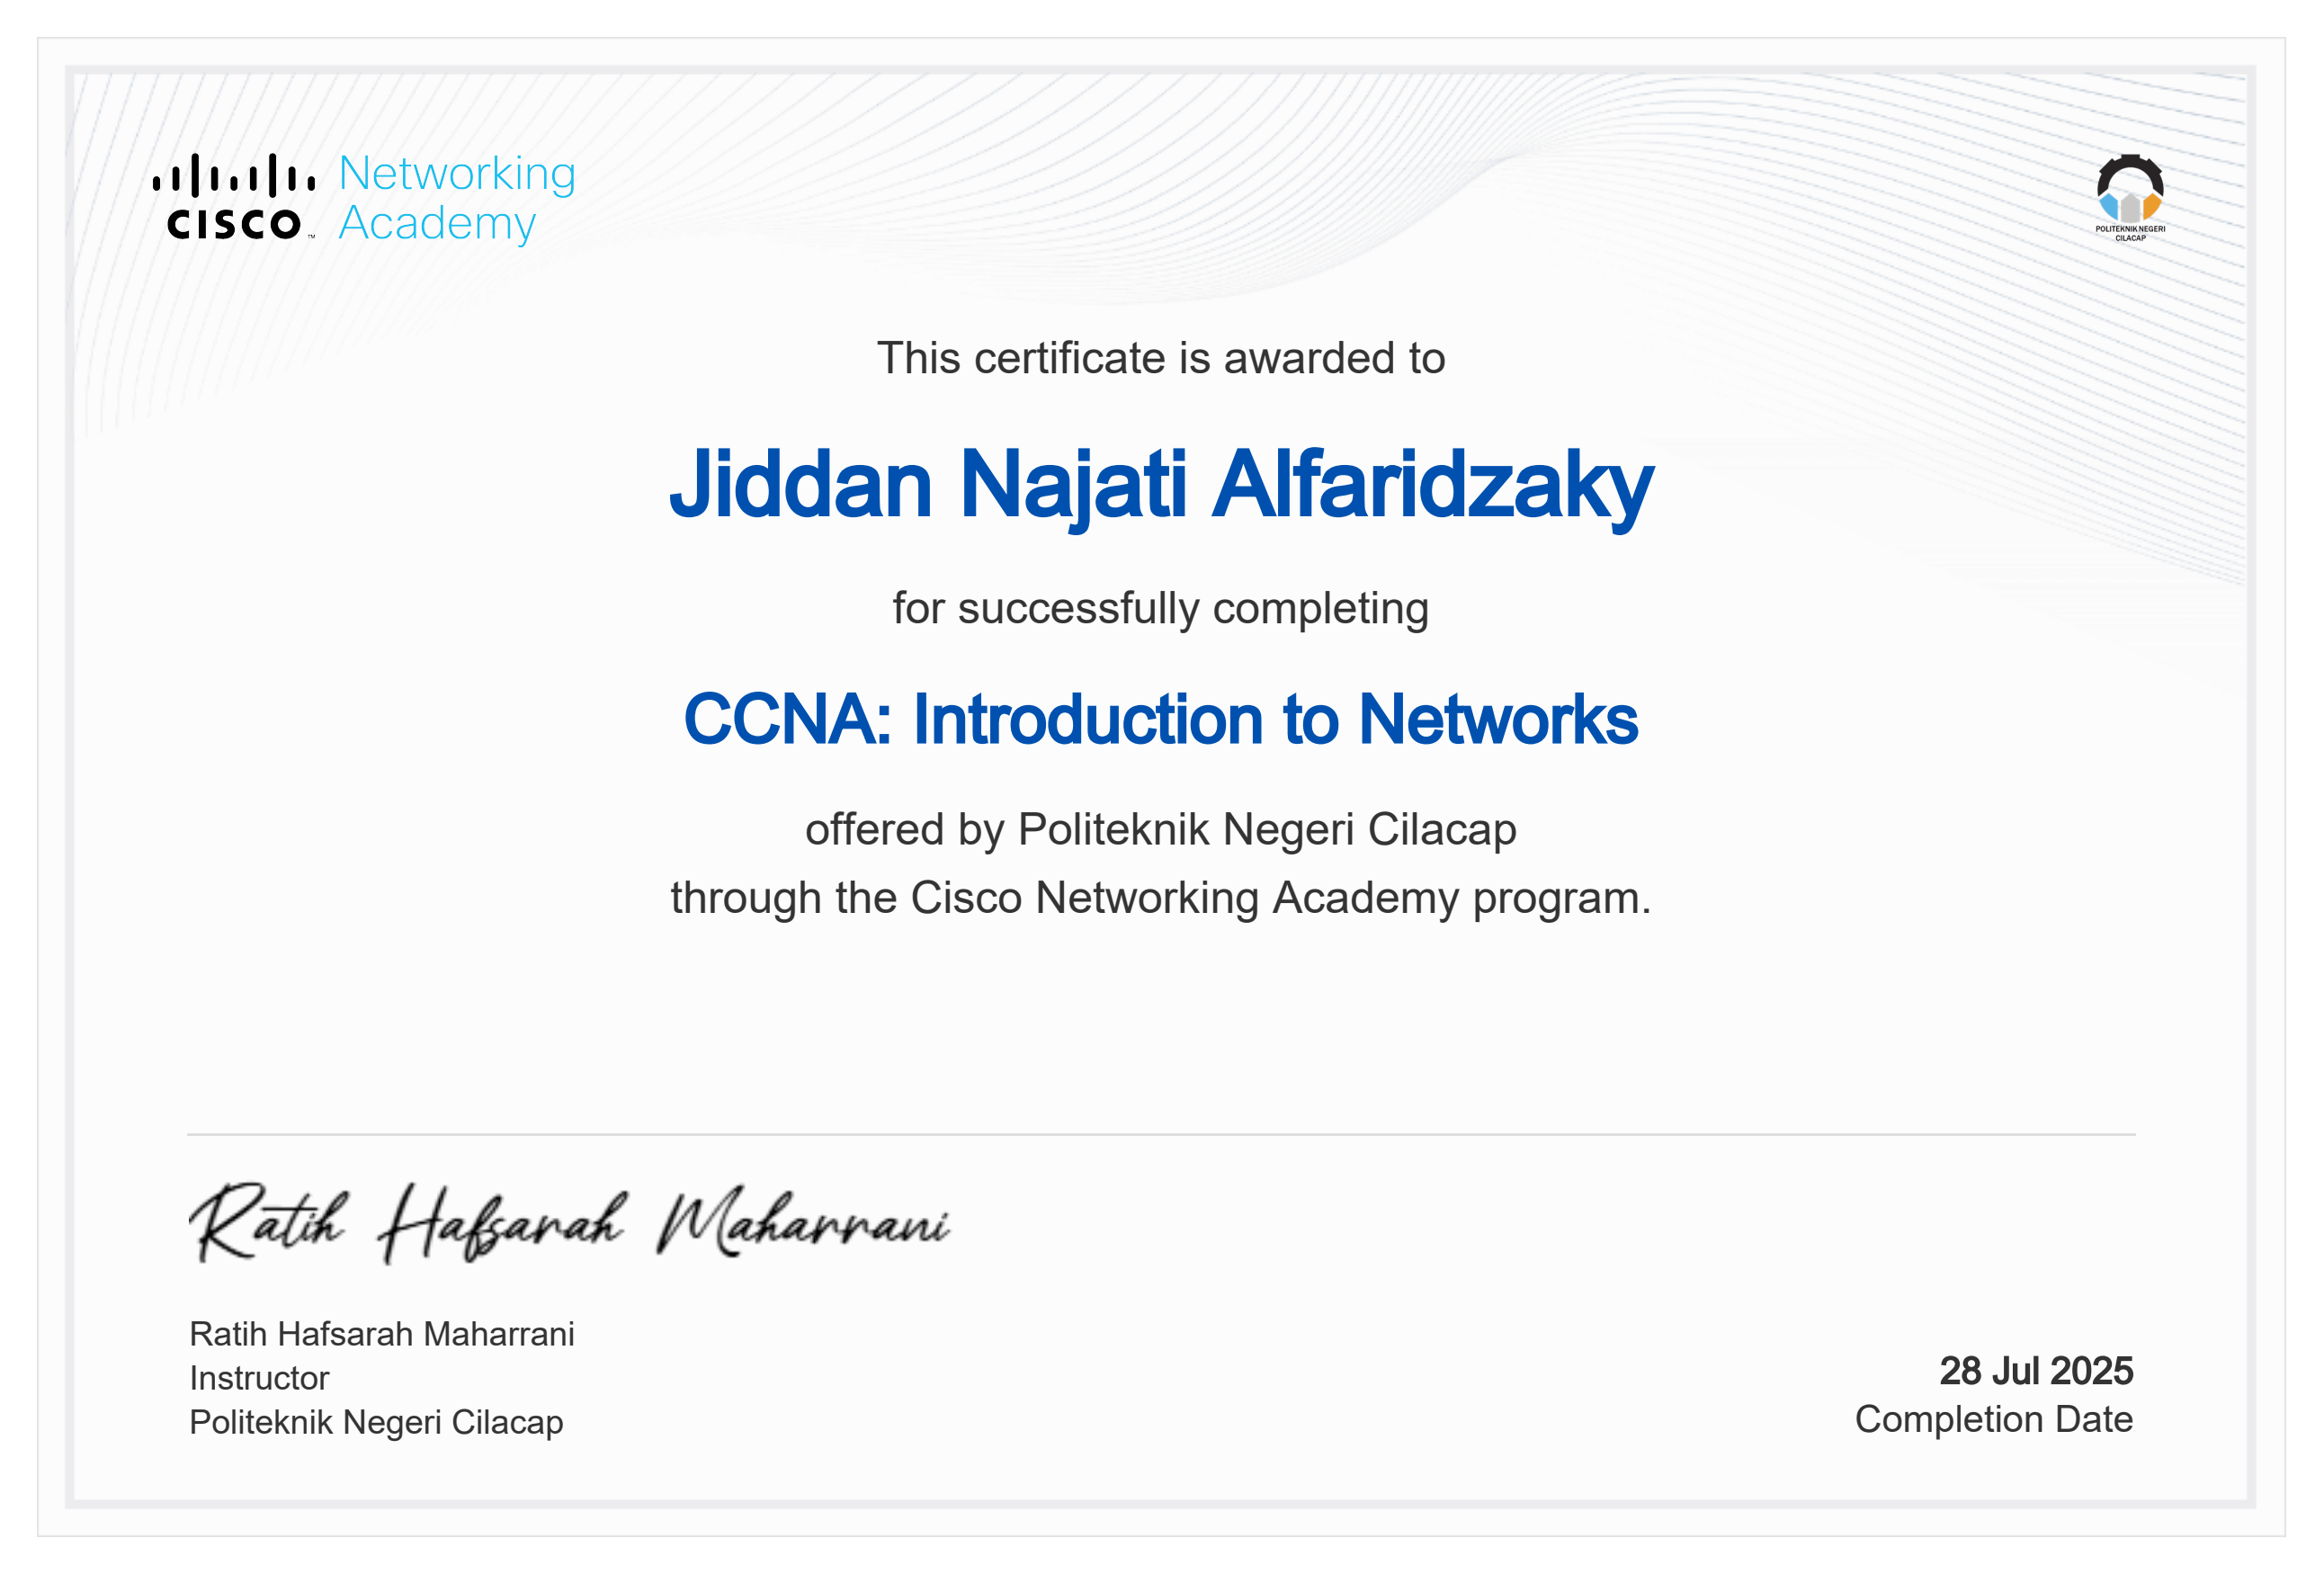 cisco™
Networking
Academy
POLITEKNIK NEGERI
CILACAP
This certificate is awarded to
Jiddan Najati Alfaridzaky
for successfully completing
CCNA: Introduction to Networks
offered by Politeknik Negeri Cilacap
through the Cisco Networking Academy program.
Ratih Hafsarah Maharrani
Ratih Hafsarah Maharrani
Instructor
Politeknik Negeri Cilacap
28 Jul 2025
Completion Date